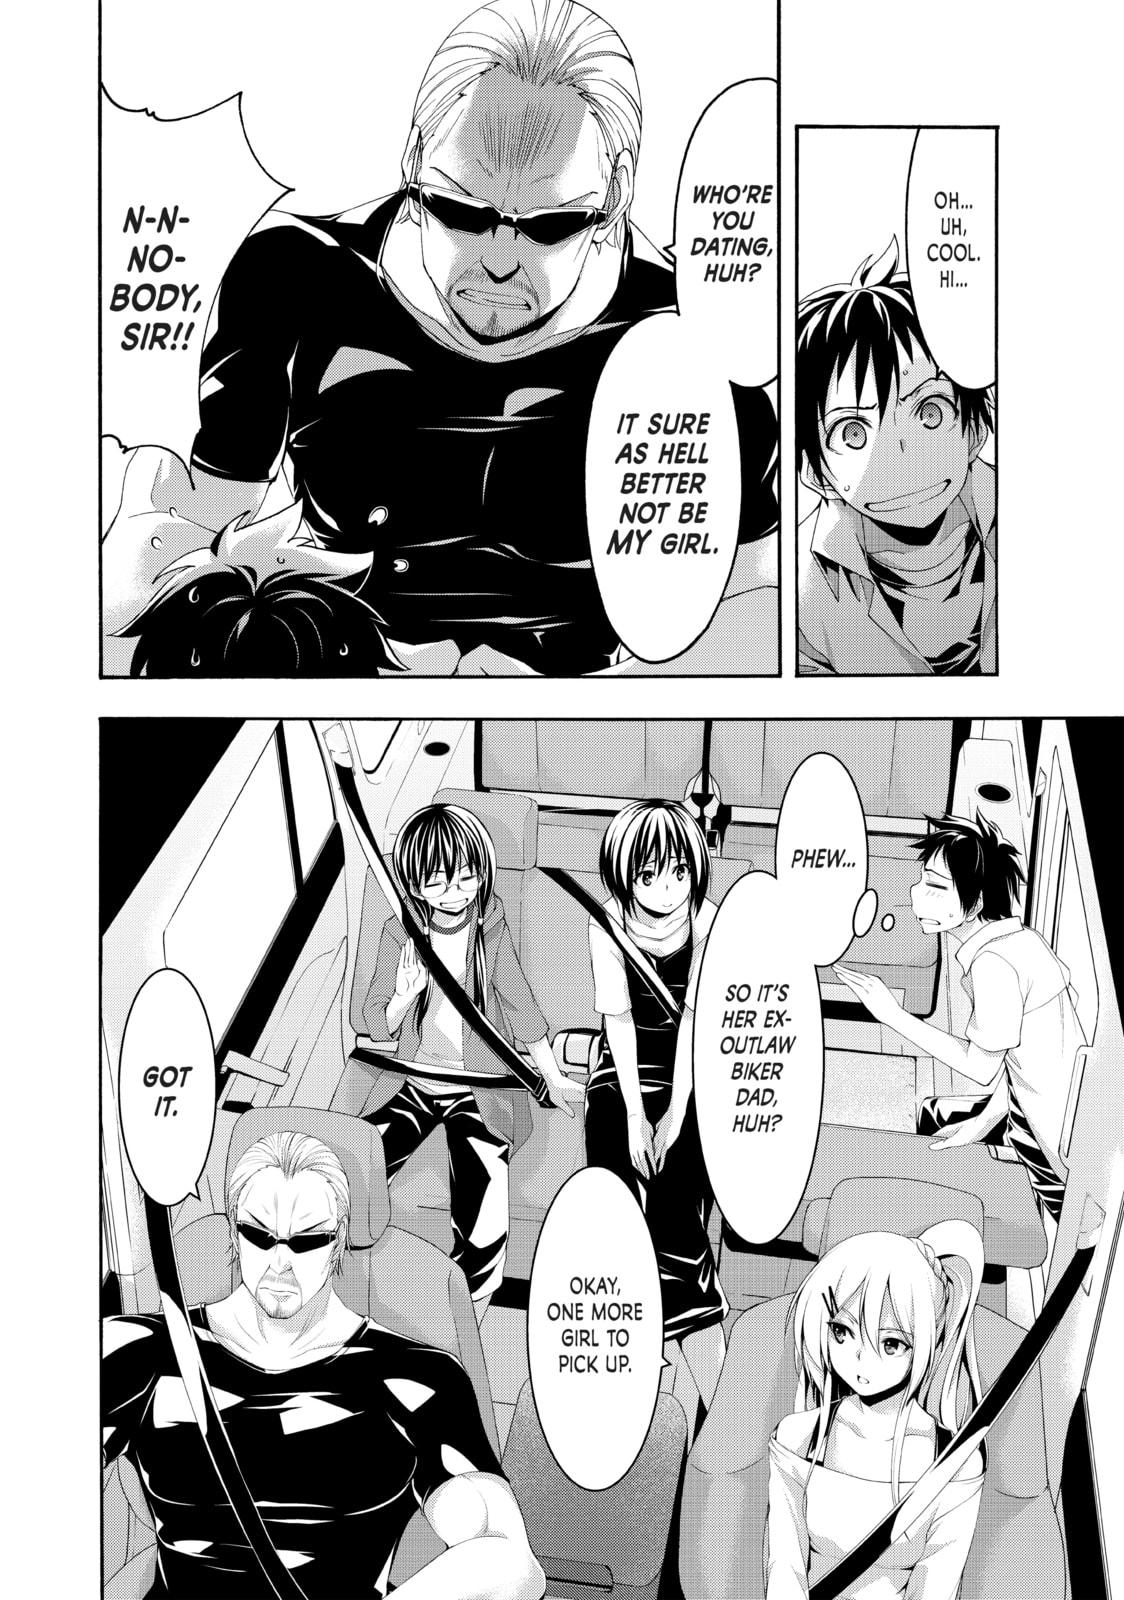 OH...
UH,
COOL.
HI...
WHO'RE
YOU
DATING,
HUH?
IT SURE
AS HELL
BETTER
NOT BE
MY GIRL.
N-N-
NO-
BODY,
SIR!!
PHEW...
SO IT'S
HER EX-
OUTLAW
BIKER
DAD,
HUH?
OKAY,
ONE MORE
GIRL TO
PICK UP.
GOT
IT.